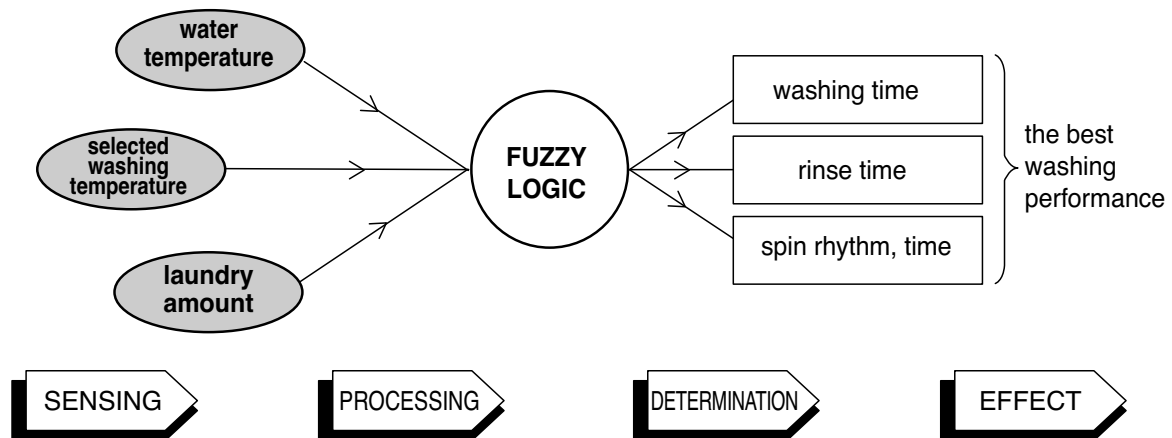 water
temperature
selected
washing
temperature
laundry
amount
FUZZY
LOGIC
washing time
rinse time
spin rhythm, time
the best
washing
performance
SENSING
PROCESSING
DETERMINATION
EFFECT